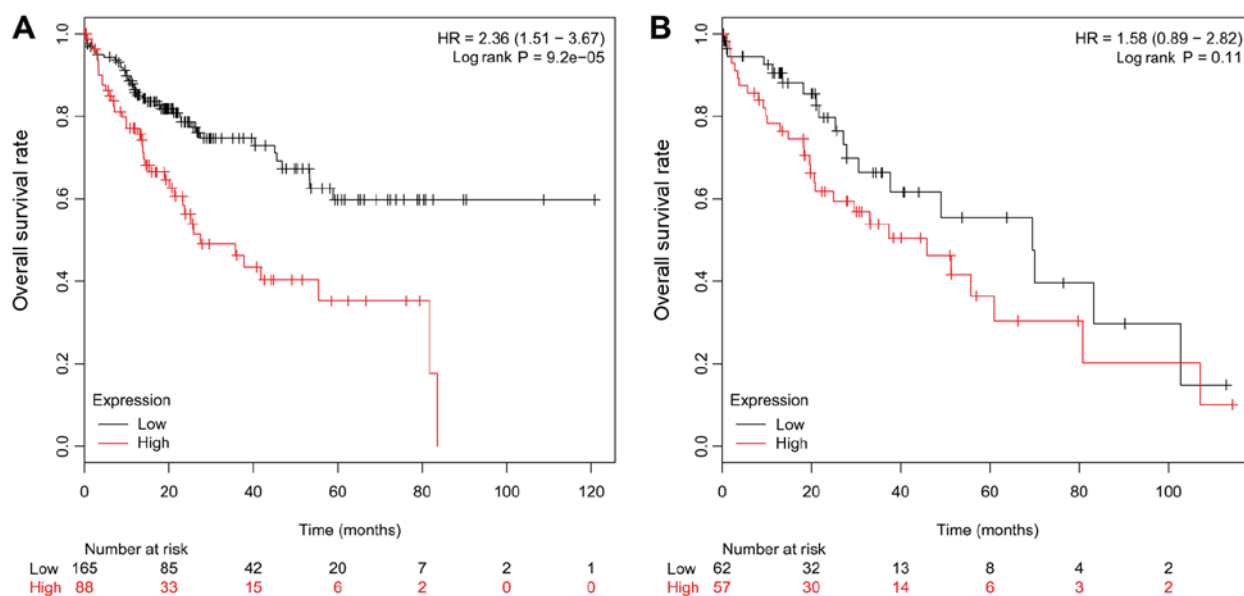 A
HR = 2.36 (1.51 − 3.67)
Log rank P = 9.2e−05
Overall survival rate
1.0
0.8
0.6
0.4
0.2
0.0
Expression
Low
High
0 20 40 60 80 100 120
Time (months)
Number at risk
Low 165 85 42 20 7 2 1
High 88 33 15 6 2 0 0
B
HR = 1.58 (0.89 − 2.82)
Log rank P = 0.11
Overall survival rate
1.0
0.8
0.6
0.4
0.2
0.0
Expression
Low
High
0 20 40 60 80 100
Time (months)
Number at risk
Low 62 32 13 8 4 2
High 57 30 14 6 3 2